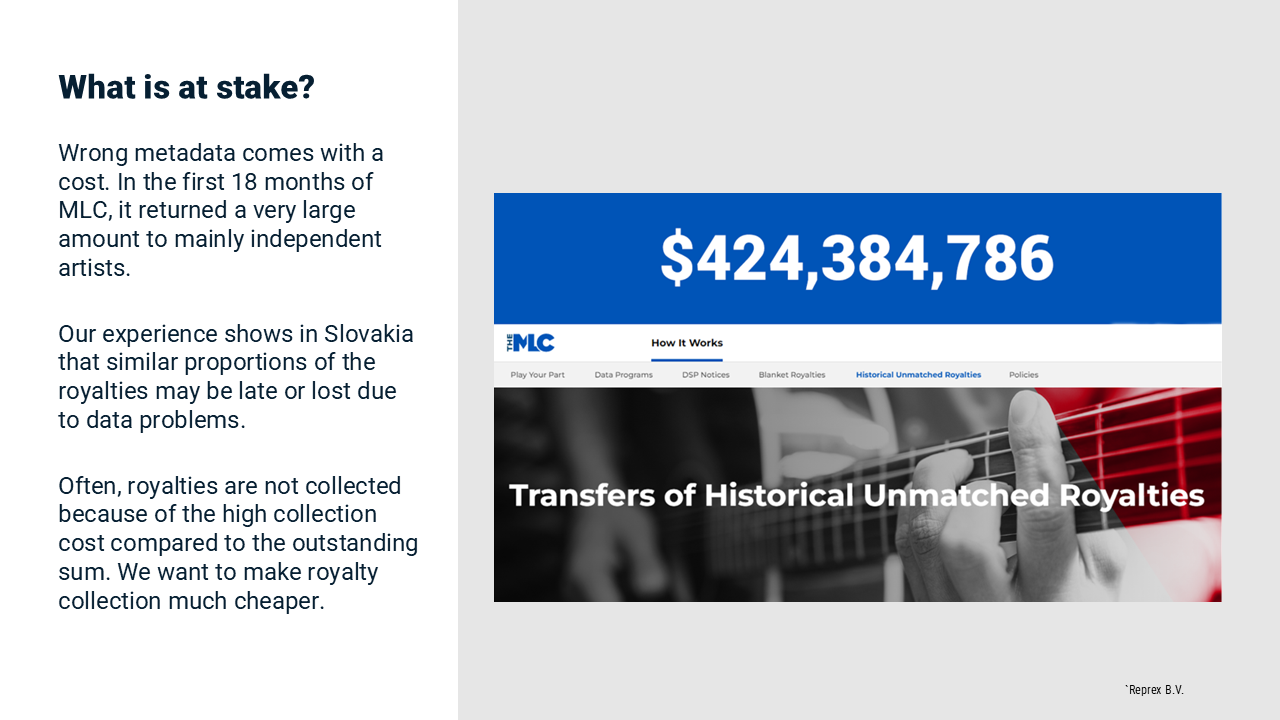 What is at stake?
Wrong metadata comes with a
cost. In the first 18 months of
MLC, it returned a very large
amount to mainly independent
artists.
Our experience shows in Slovakia
that similar proportions of the
royalties may be late or lost due
to data problems.
Often, royalties are not collected
because of the high collection
cost compared to the outstanding
sum. We want to make royalty
collection much cheaper.
$424,384,786
THE MLC
How It Works
Play Your Part Data Programs DSP Notices Blanket Royalties Historical Unmatched Royalties Policies
Transfers of Historical Unmatched Royalties
`Reprex B.V.